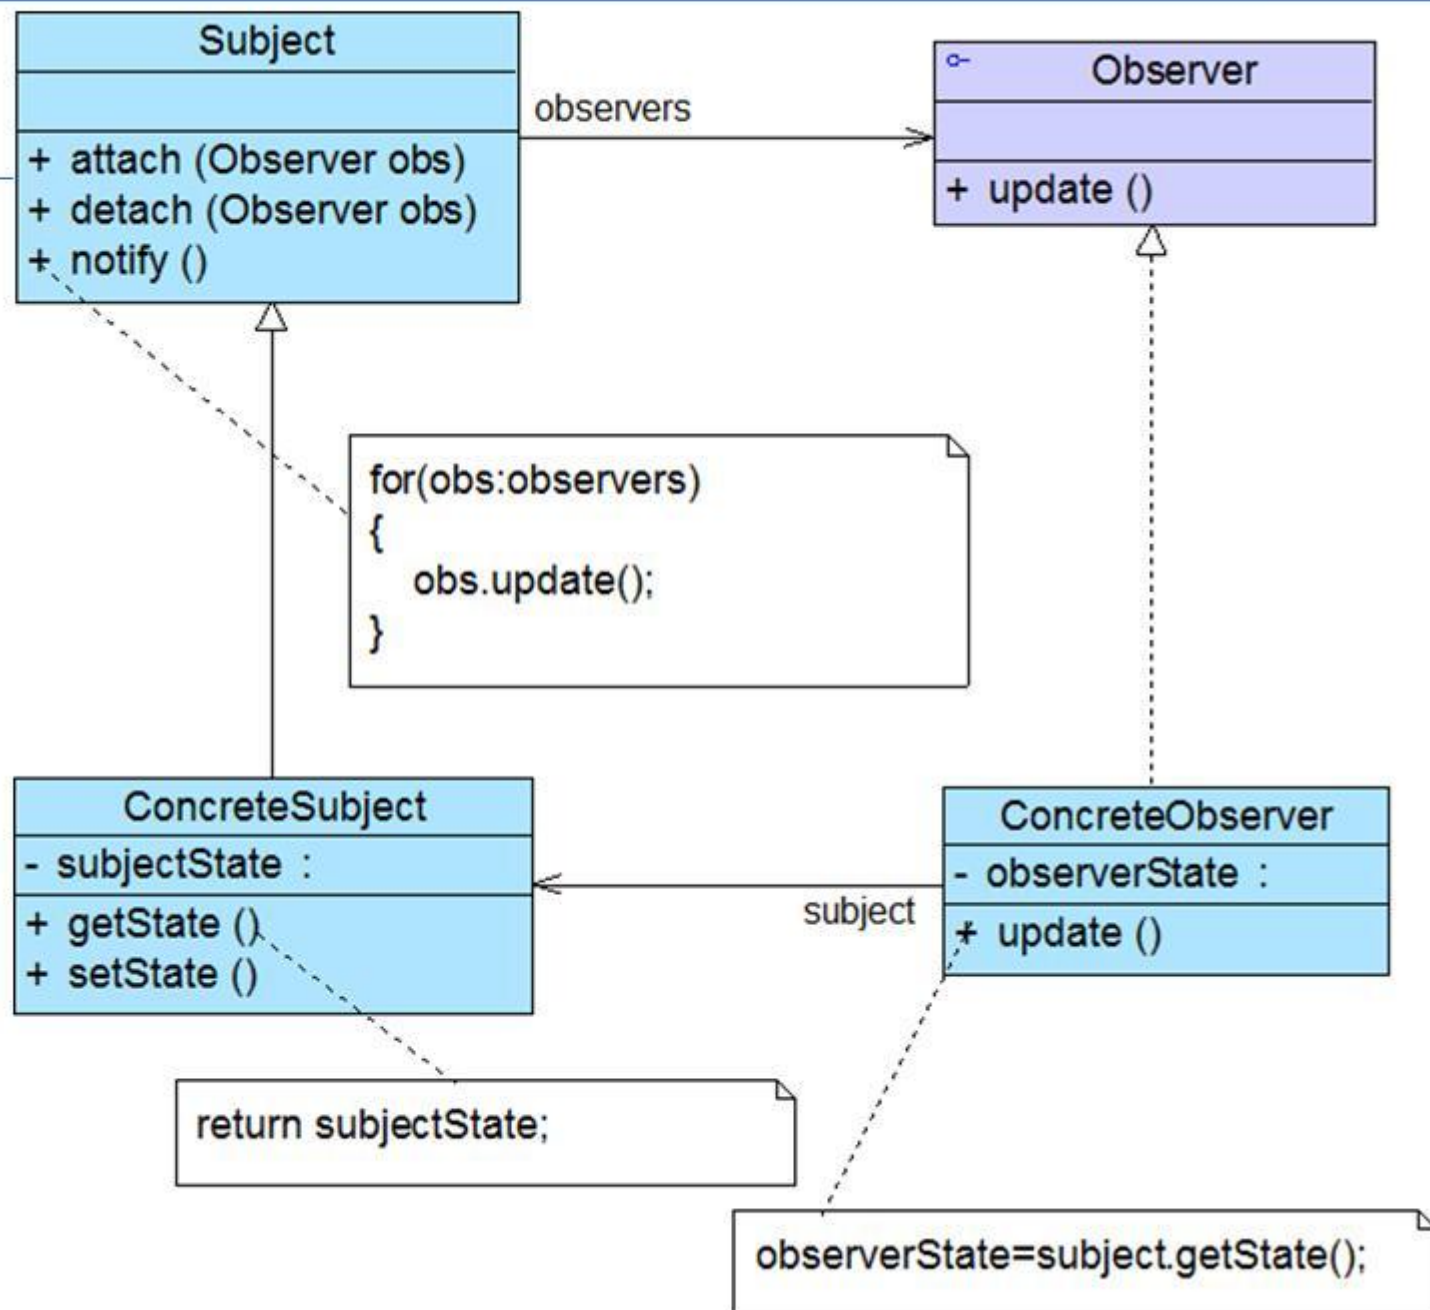 Subject
+ attach (Observer obs)
+ detach (Observer obs)
+ notify ()
observers
Observer
+ update ()
for(obs:observers)
{
obs.update();
}
ConcreteSubject
- subjectState :
+ getState ()
+ setState ()
subject
ConcreteObserver
- observerState :
+ update ()
return subjectState;
observerState=subject.getState();